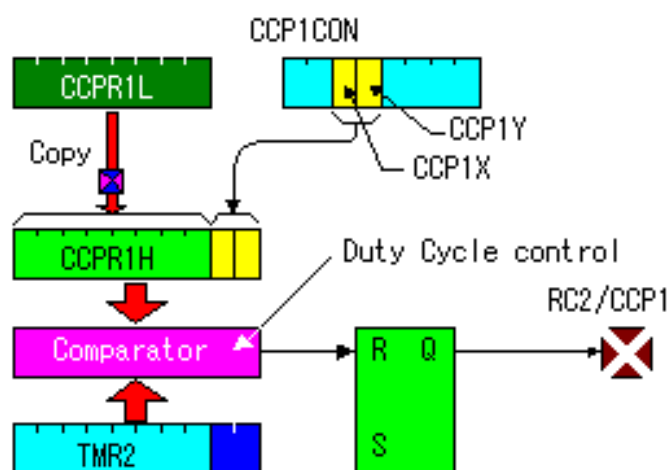 CCP1CON
CCPR1L
CCP1Y
Copy
CCP1X
CCPR1H
Duty Cycle control
RC2/CCP1
Comparator
R Q
S
TMR2